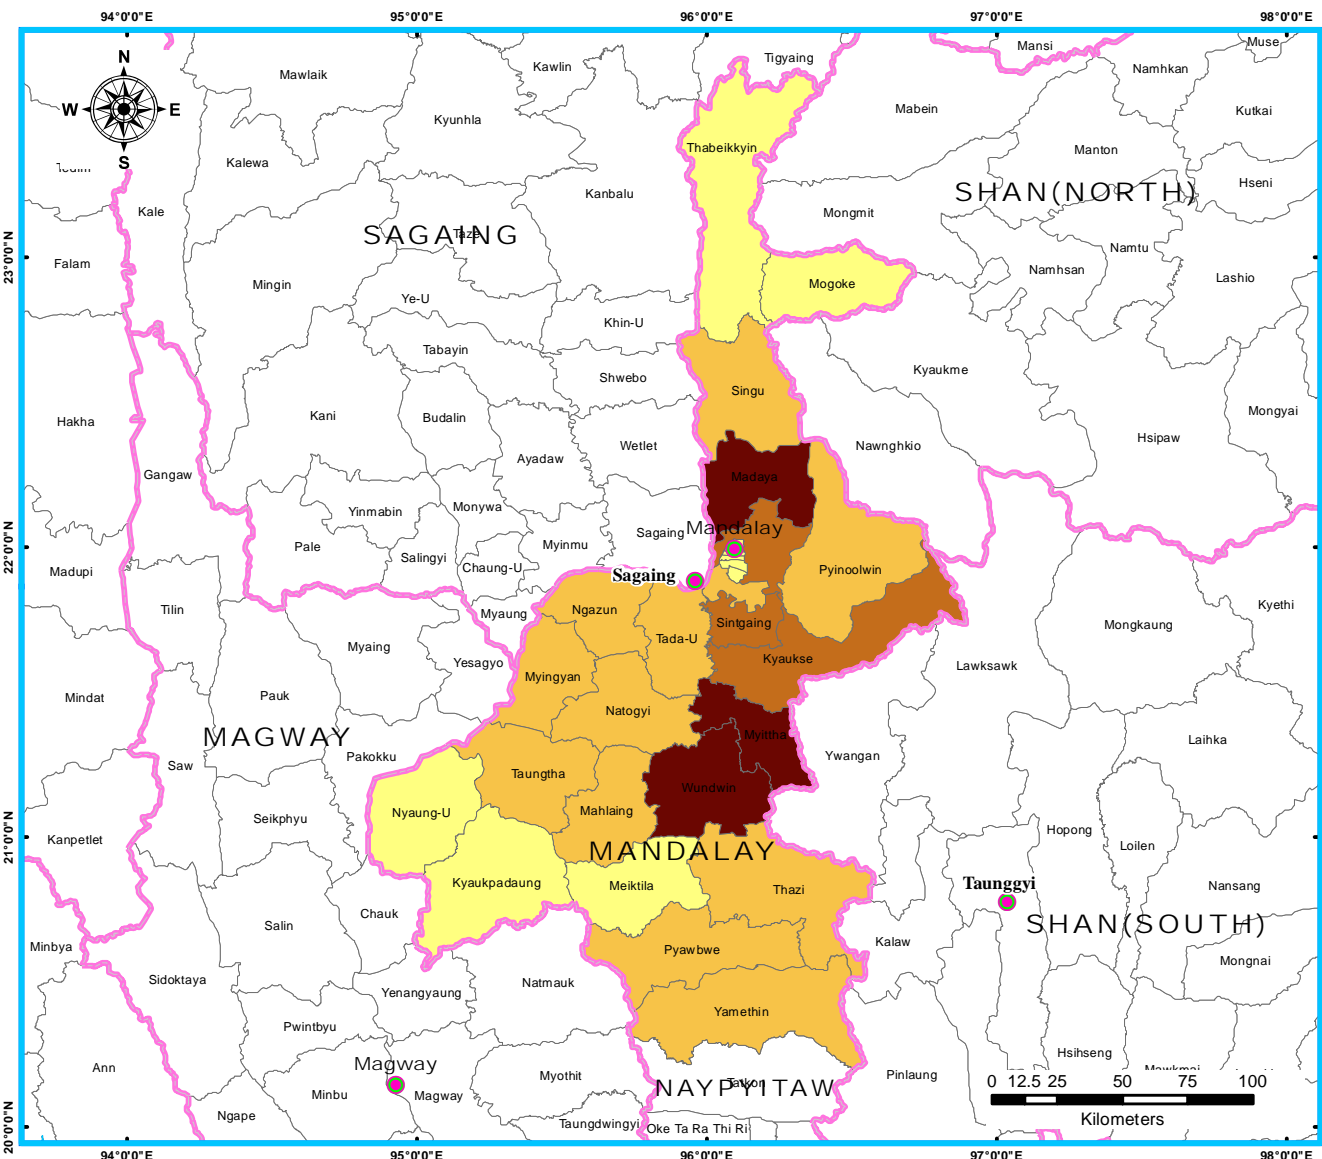 94°0'0"E 95°0'0"E 96°0'0"E 97°0'0"E 98°0'0"E
N
W E
S
Mawlaik
Kawlin
Tigyaing
Mansi
Muse
Namhkan
Kyunhla
Mabein
Kutkai
Thabeikkyin
Kalewa
Manton
Hseni
Kanbalu
SHAN(NORTH)
Kale
Mongmit
SAGAING
23°0'0"N
Falam
Namtu
Namhsan
Lashio
Mingin
Mogoke
Ye-U
Khin-U
Tabayin
Kyaukme
Shwebo
Singu
Hakha
Kani
Budalin
Mongyai
Wetlet
Nawnghkio
Hsipaw
Ayadaw
Gangaw
Madaya
Yinmabin
Monywa
Mandalay
Sagaing
22°0'0"N
Pale
Salingyi
Myinmu
Chaung-U
Madupi
Sagaing
Pyinoolwin
Tilin
Ngazun
Myaung
Kyethi
Sintgaing
Mongkaung
Tada-U
Myaing
Yesagyo
Kyaukse
Lawksawk
Myingyan
Mindat
Pauk
Natogyi
MAGWAY
Myittha
Laihka
Pakokku
Ywangan
Saw
Taungtha
Wundwin
Nyaung-U
Mahlaing
Seikphyu
21°0'0"N
Kanpetlet
Hopong
Loilen
MANDALAY
Kyaukpadaung
Meiktila
Thazi
Taunggyi
Nansang
Chauk
Salin
SHAN(SOUTH)
Minbya
Kalaw
Pyawbwe
Mongnai
Sidoktaya
Natmauk
Yenangyaung
Yamethin
Pwintbyu
Hsihseng
Ann
Magway
Myothit
Pinlaung
NAYPYITAW
Minbu
Magway
0 12.5 25 50 75 100
Kilometers
Ngape
Taungdwingyi
Oke Ta Ra Thi Ri
20°0'0"N
94°0'0"E 95°0'0"E 96°0'0"E 97°0'0"E 98°0'0"E